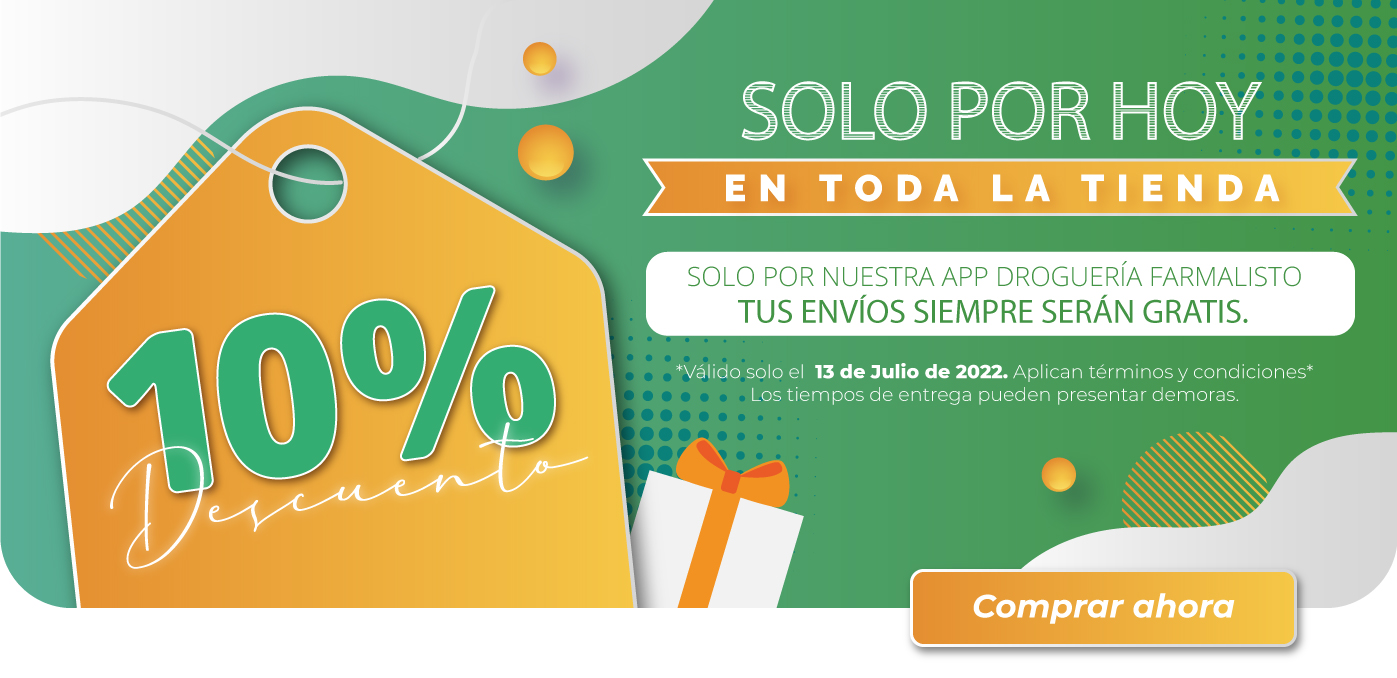 10%
Descuento
SOLO POR HOY
EN TODA LA TIENDA
SOLO POR NUESTRA APP DROGUERÍA FARMALISTO
TUS ENVÍOS SIEMPRE SERÁN GRATIS.
*Válido solo el 13 de Julio de 2022. Aplican términos y condiciones*
Los tiempos de entrega pueden presentar demoras.
Comprar ahora